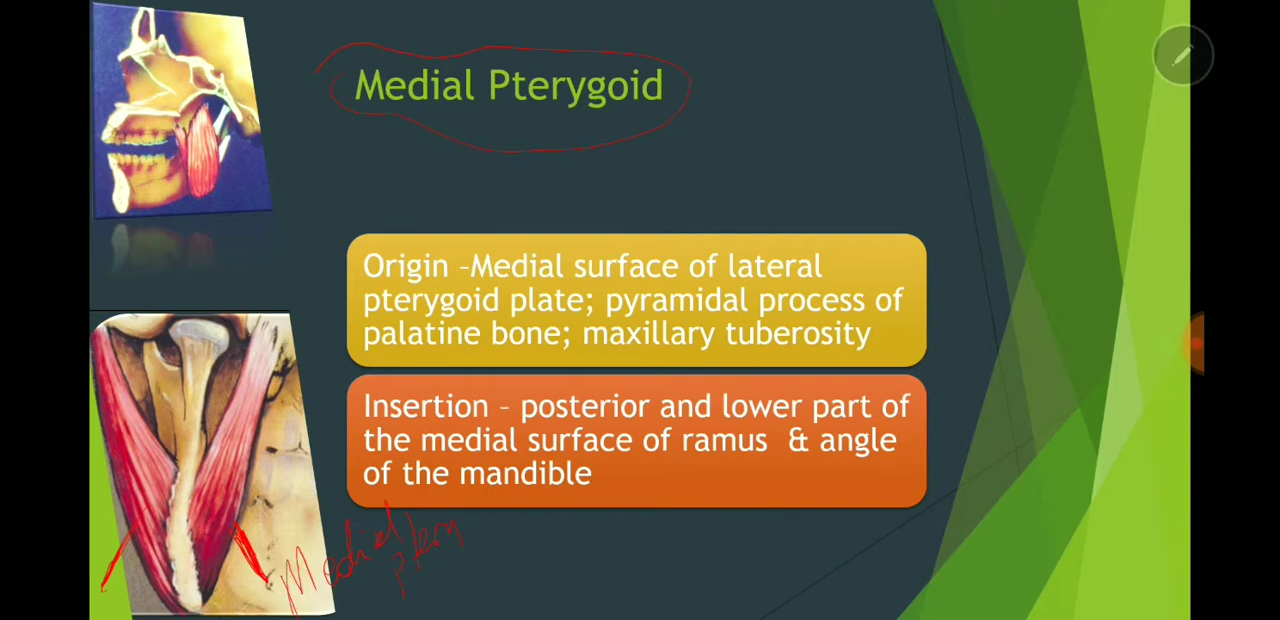 Medial Pterygoid
Origin –Medial surface of lateral
pterygoid plate; pyramidal process of
palatine bone; maxillary tuberosity
Insertion – posterior and lower part of
the medial surface of ramus & angle
of the mandible
Medial
ptery